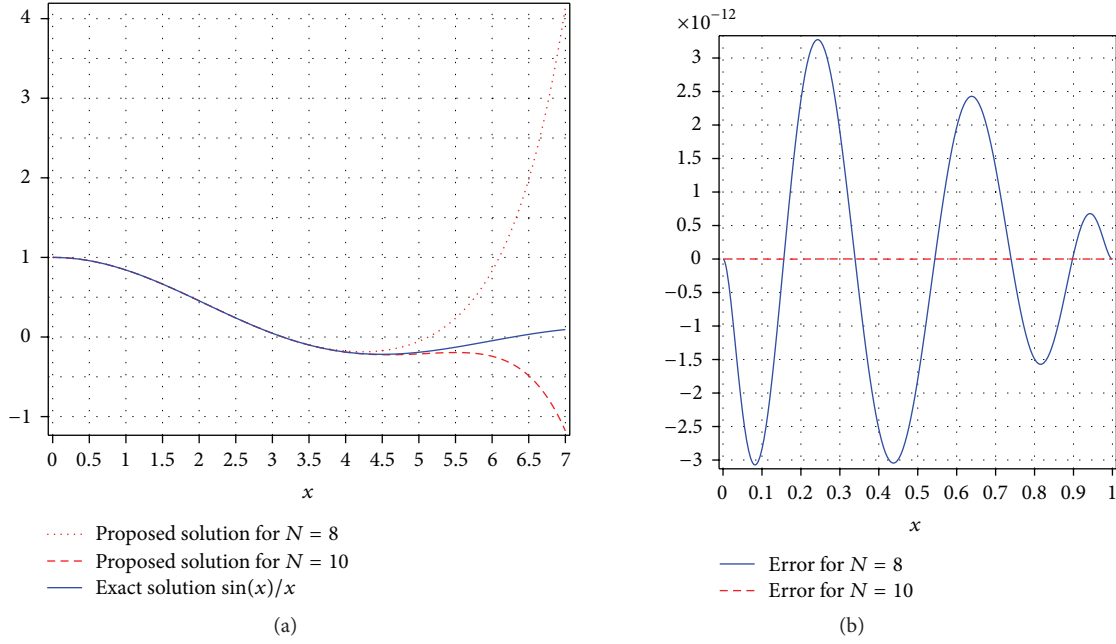 4
3
2
1
0
−1
0 0.5 1 1.5 2 2.5 3 3.5 4 4.5 5 5.5 6 6.5 7
x
Proposed solution for N = 8
Proposed solution for N = 10
Exact solution sin(x)/x
(a)
×10−12
3
2.5
2
1.5
1
0.5
0
−0.5
−1
−1.5
−2
−2.5
−3
0 0.1 0.2 0.3 0.4 0.5 0.6 0.7 0.8 0.9 1
x
Error for N = 8
Error for N = 10
(b)